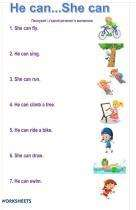 He can...She can
1. She can fly.
2. He can sing.
3. She can run.
4. He can climb a tree.
5. He can ride a bike.
6. She can draw.
7. He can swim.
WORKSHEETS